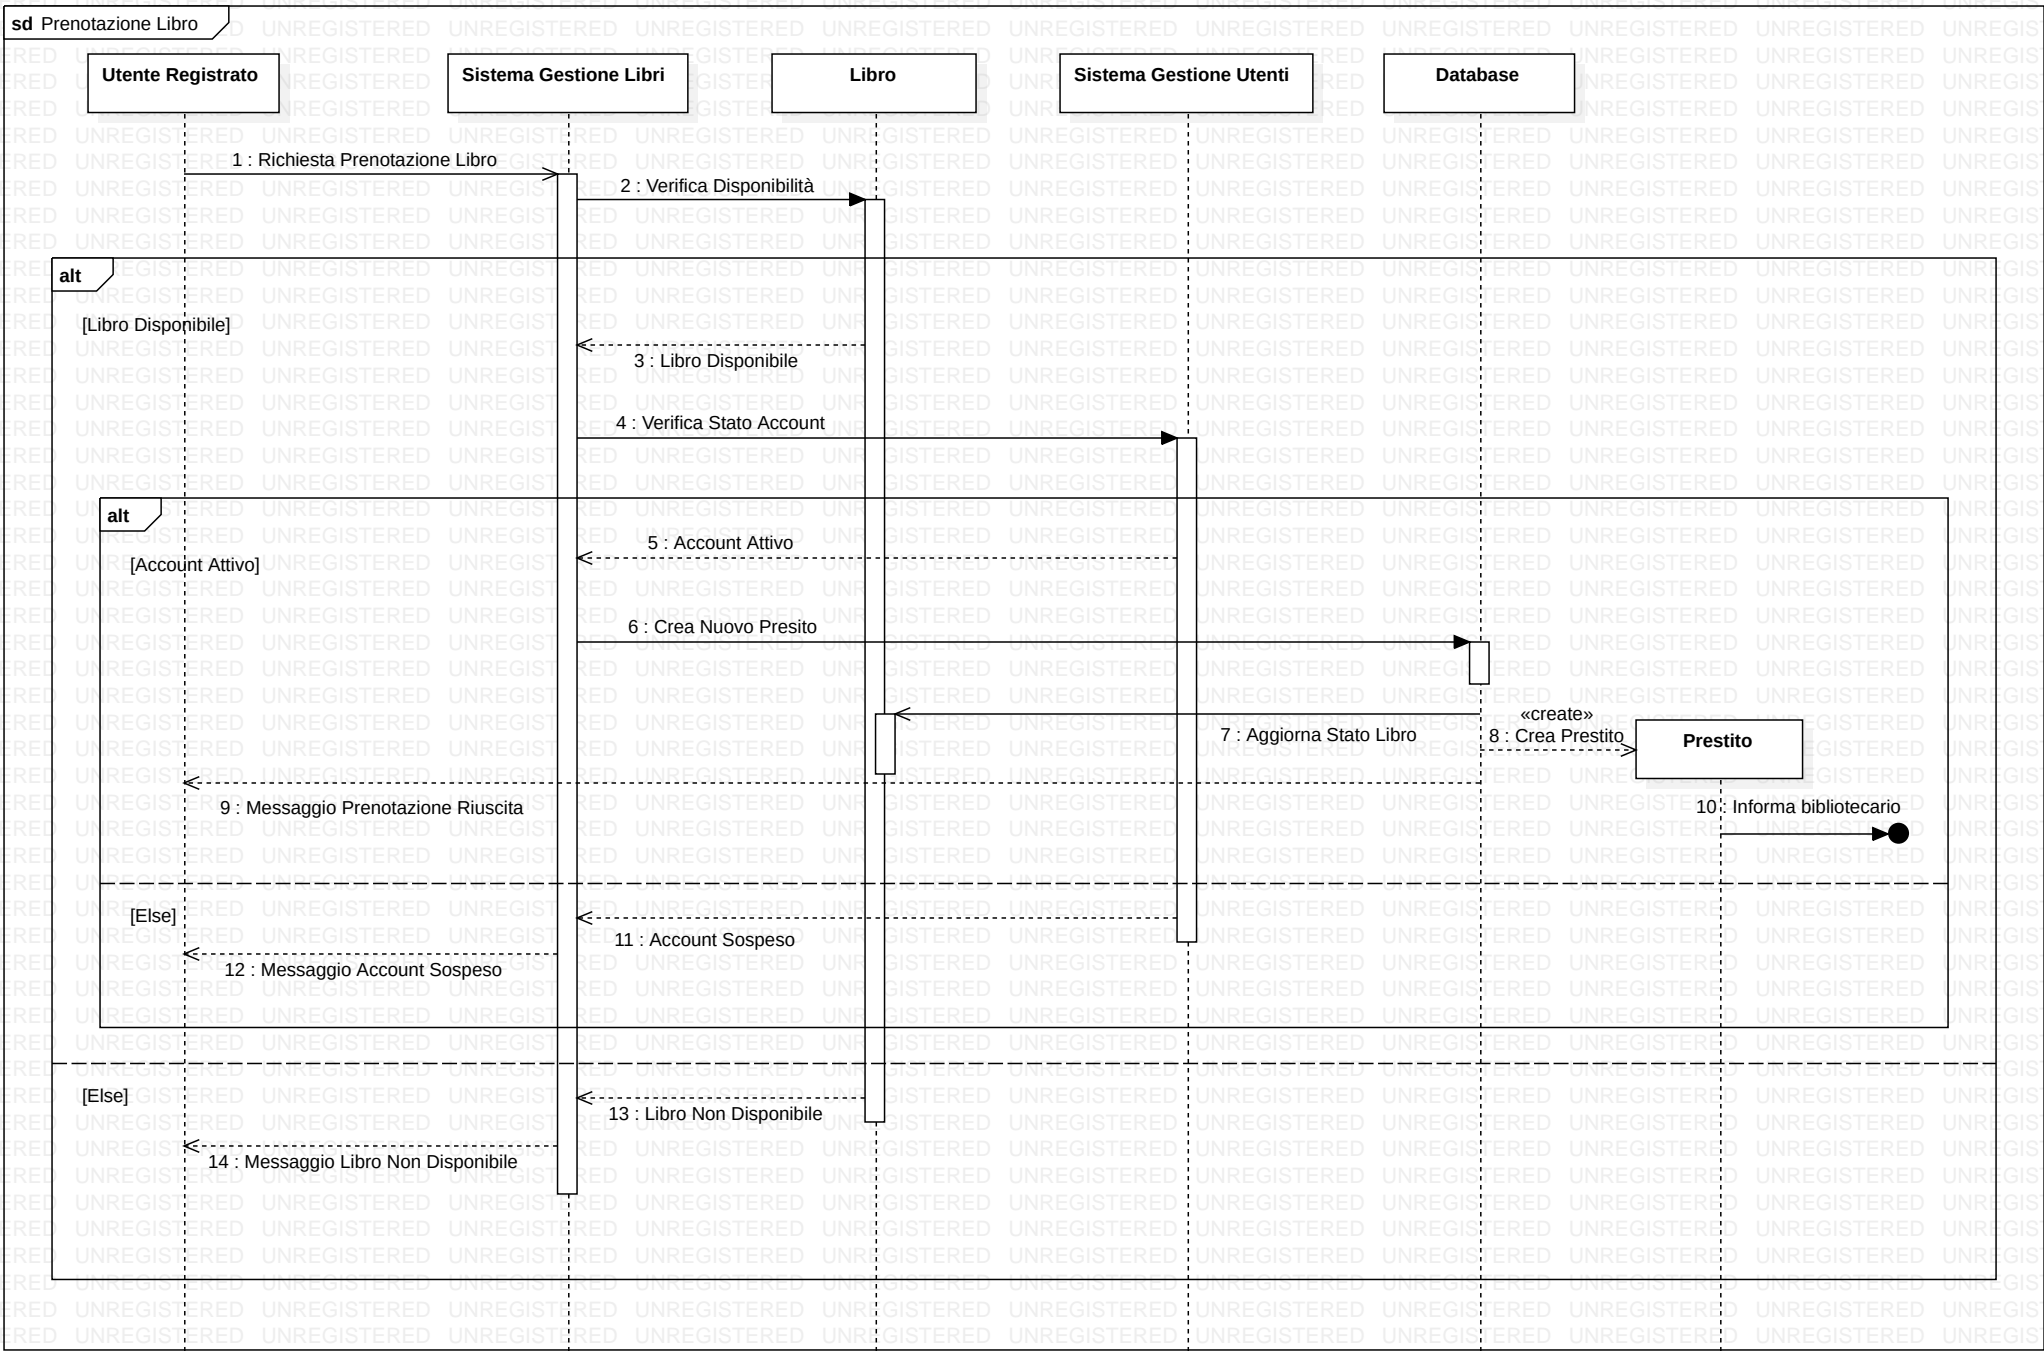 sd Prenotazione Libro
Utente Registrato
Sistema Gestione Libri
Libro
Sistema Gestione Utenti
Database
1 : Richiesta Prenotazione Libro
2 : Verifica Disponibilità
alt
[Libro Disponibile]
3 : Libro Disponibile
4 : Verifica Stato Account
alt
[Account Attivo]
5 : Account Attivo
6 : Crea Nuovo Presito
7 : Aggiorna Stato Libro
«create»
8 : Crea Prestito
Prestito
9 : Messaggio Prenotazione Riuscita
10 : Informa bibliotecario
[Else]
11 : Account Sospeso
12 : Messaggio Account Sospeso
[Else]
13 : Libro Non Disponibile
14 : Messaggio Libro Non Disponibile
UNREGISTERED